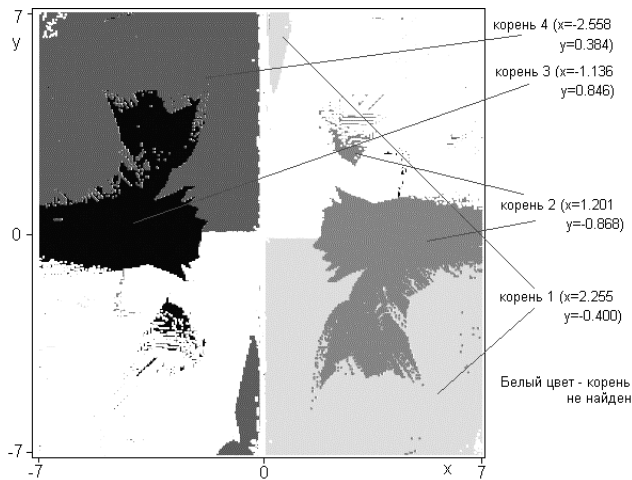 7
y
0
-7
-7
0
x
7
корень 4 (x=-2.558
y=0.384)
корень 3 (x=-1.136
y=0.846)
корень 2 (x=1.201
y=-0.868)
корень 1 (x=2.255
y=-0.400)
Белый цвет - корень
не найден